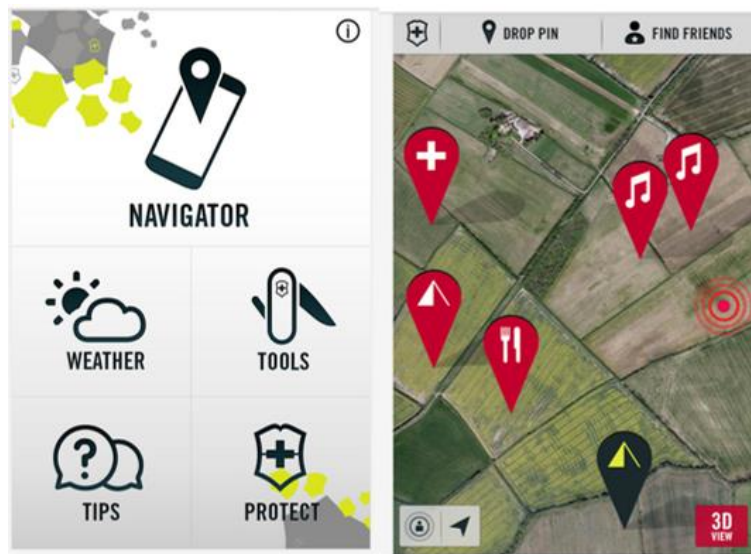 NAVIGATOR
WEATHER
TOOLS
TIPS
PROTECT
DROP PIN
FIND FRIENDS
3D
VIEW